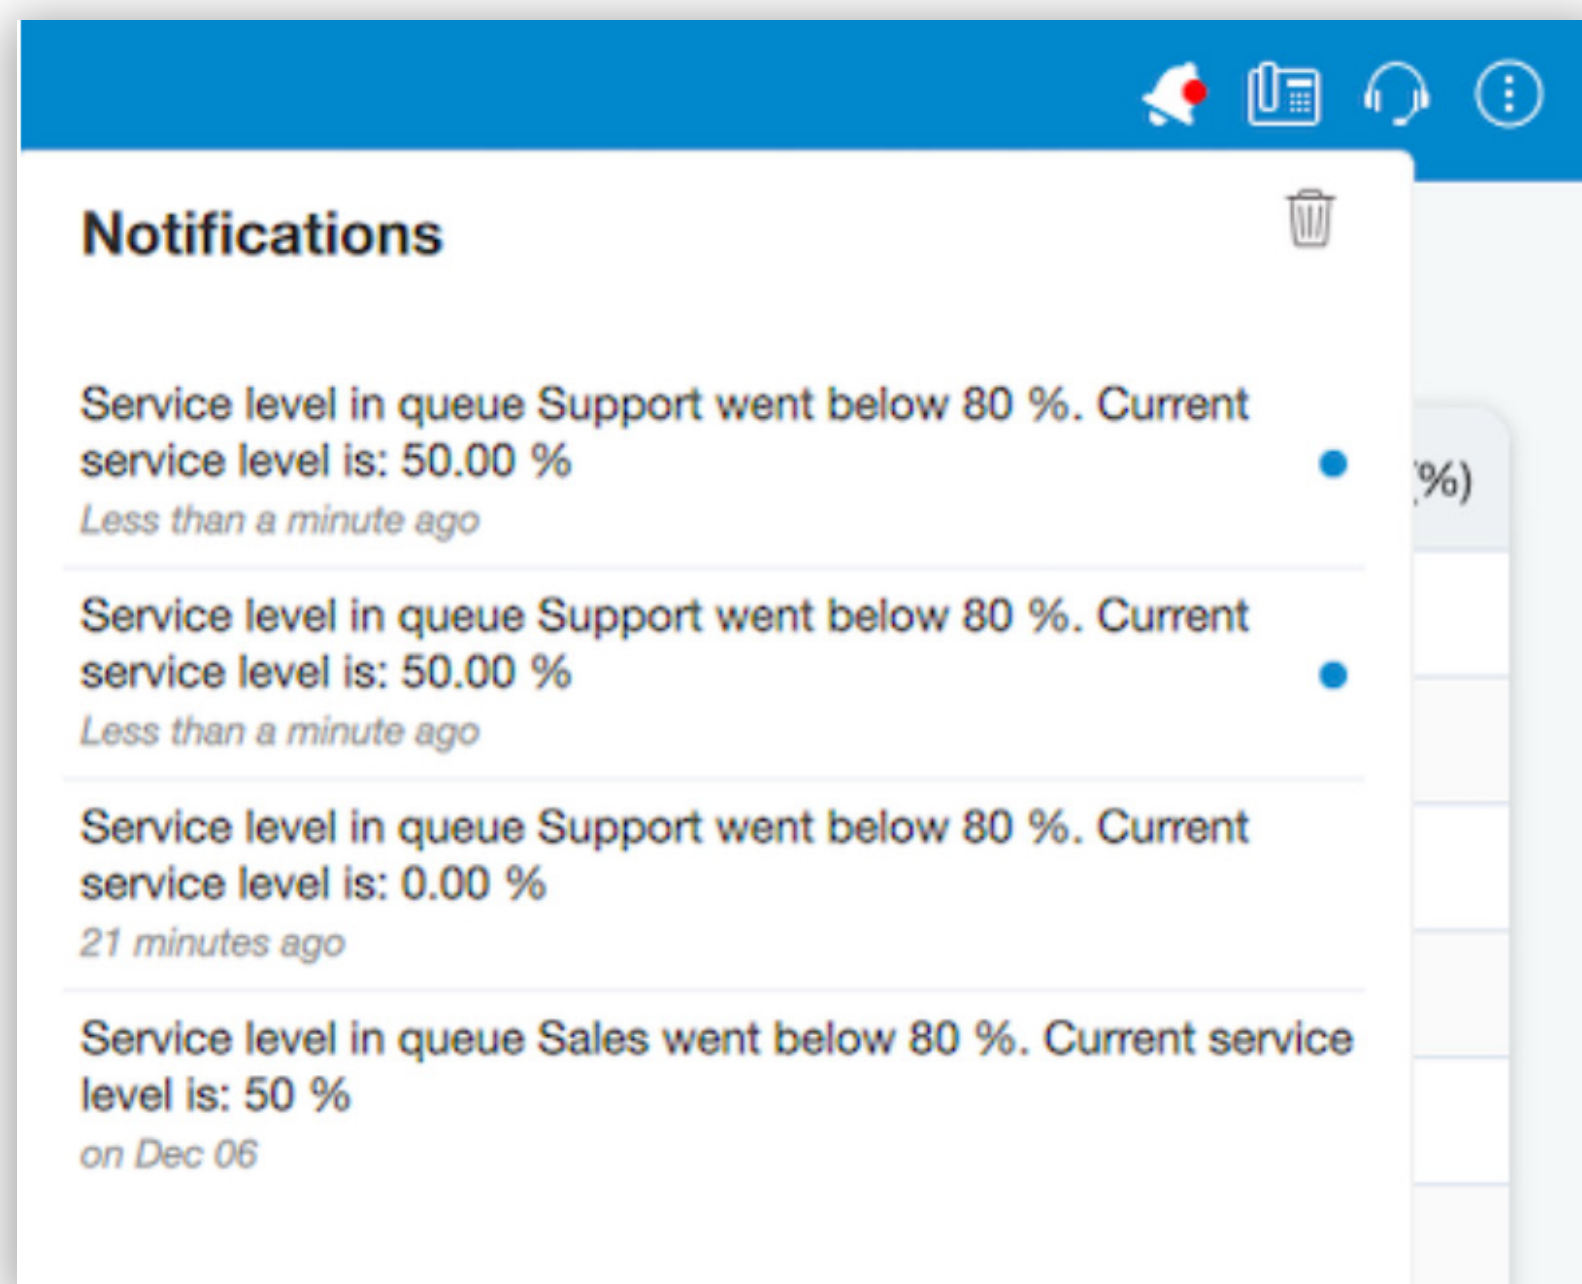 Notifications
Service level in queue Support went below 80 %. Current
service level is: 50.00 %
Less than a minute ago
(%)
Service level in queue Support went below 80 %. Current
service level is: 50.00 %
Less than a minute ago
Service level in queue Support went below 80 %. Current
service level is: 0.00 %
21 minutes ago
Service level in queue Sales went below 80 %. Current service
level is: 50 %
on Dec 06